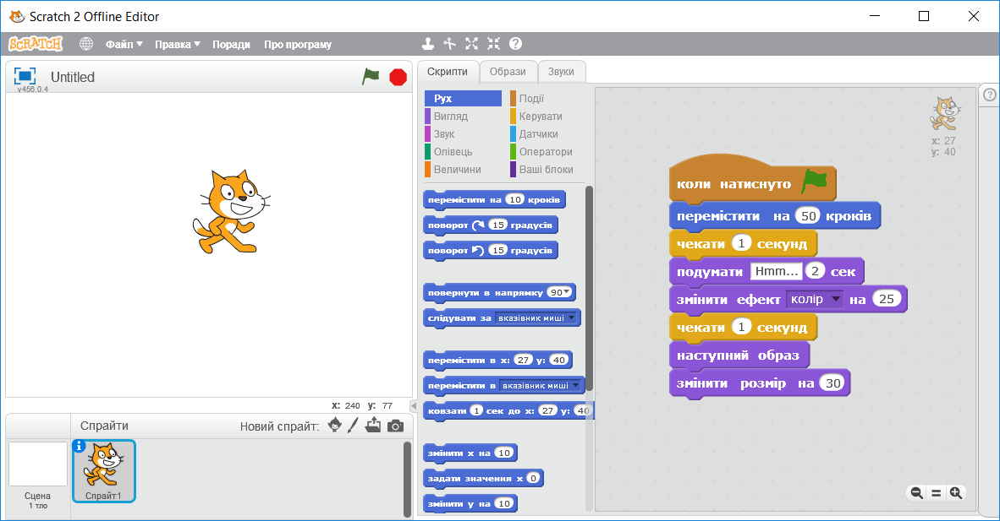 Scratch 2 Offline Editor
SCRATCH Файл Правка Поради Про програму
Untitled
v456.0.4
x: 240 y: 77
Спрайти Новий спрайт:
Сцена
1 тло
Спрайт1
Скрипти Образи Звуки
Рух Події
Вигляд Керувати
Звук Датчики
Олівець Оператори
Величини Ваші блоки
перемістити на 10 кроків
поворот 15 градусів
поворот 15 градусів
повернути в напрямку 90
слідувати за вказівник миші
перемістити в x: 27 y: 40
перемістити в вказівник миші
ковзати 1 сек до x: 27 y: 40
змінити x на 10
задати значення x 0
змінити y на 10
x: 27
y: 40
коли натиснуто
перемістити на 50 кроків
чекати 1 секунд
подумати Hmm... 2 сек
змінити ефект колір на 25
чекати 1 секунд
наступний образ
змінити розмір на 30